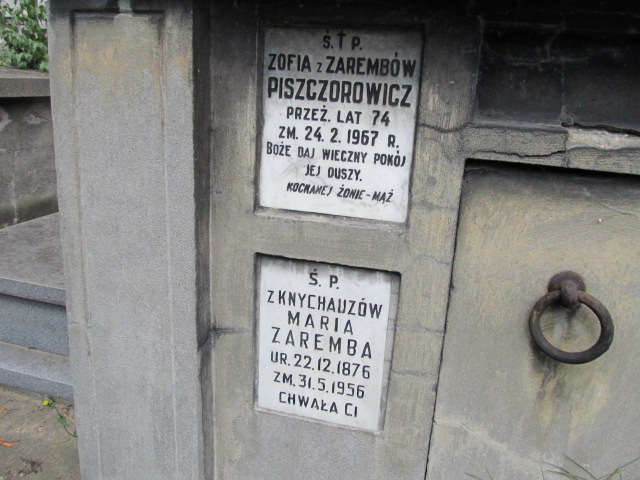 Ś † P.
ZOFIA z ZAREMBÓW
PISZCZOROWICZ
PRZEŻ. LAT 74
ZM. 24. 2. 1967 R.
BOŻE DAJ WIECZNY POKÓJ
JEJ DUSZY.
KOCHANEJ ŻONIE - MĄŻ
Ś. P.
Z KNYCHAUZÓW
MARIA
ZAREMBA
UR. 22.12.1876
ZM. 31.5.1956
CHWAŁA CI